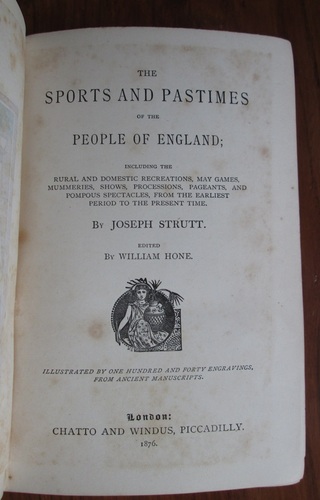 THE
SPORTS AND PASTIMES
OF THE
PEOPLE OF ENGLAND;
INCLUDING THE
RURAL AND DOMESTIC RECREATIONS, MAY GAMES,
MUMMERIES, SHOWS, PROCESSIONS, PAGEANTS, AND
POMPOUS SPECTACLES, FROM THE EARLIEST
PERIOD TO THE PRESENT TIME.
BY JOSEPH STRUTT.
EDITED
BY WILLIAM HONE.
ILLUSTRATED BY ONE HUNDRED AND FORTY ENGRAVINGS,
FROM ANCIENT MANUSCRIPTS.
London:
CHATTO AND WINDUS, PICCADILLY.
1876.